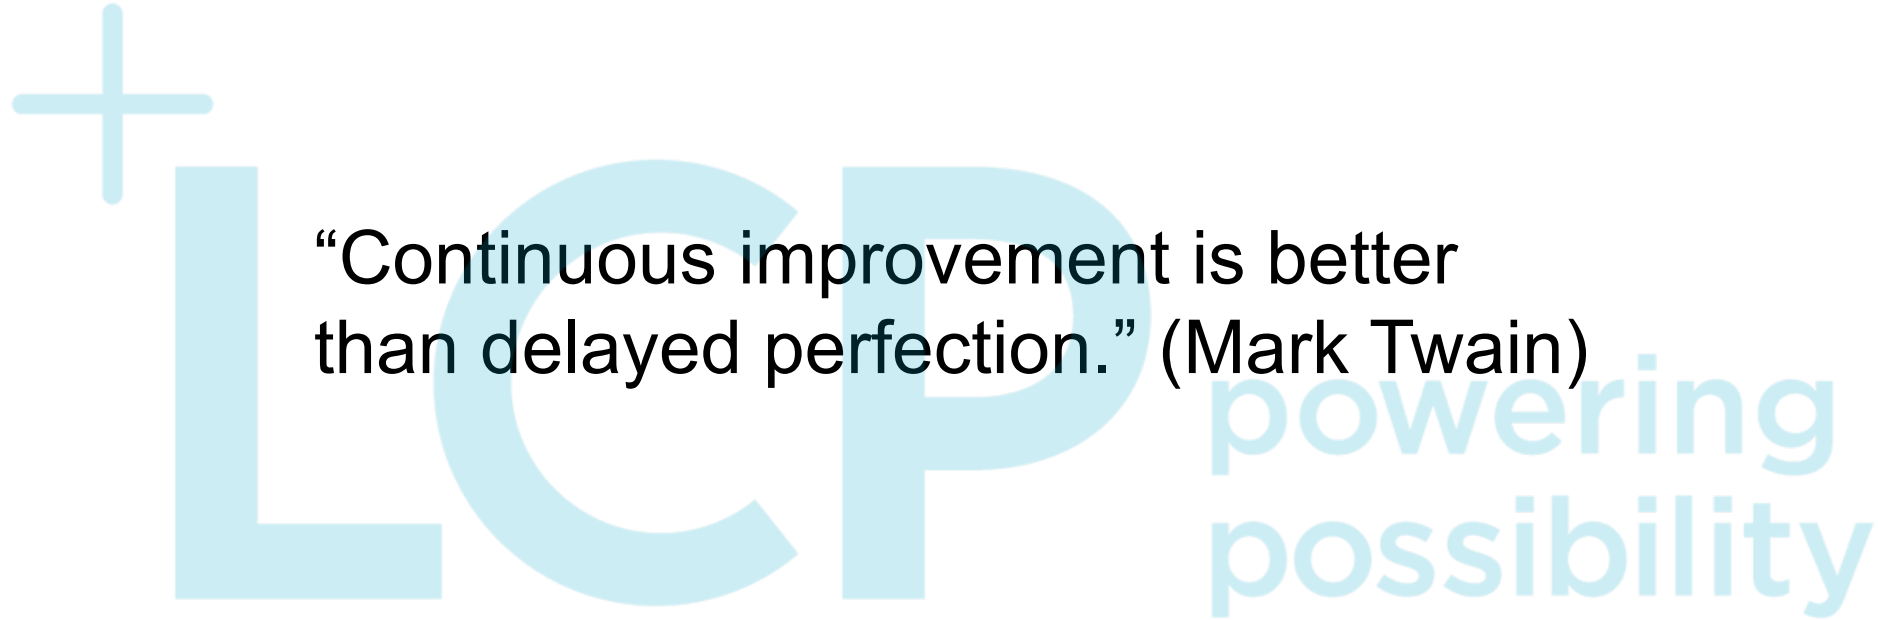 “Continuous improvement is better
than delayed perfection.” (Mark Twain)
LCP
powering
possibility